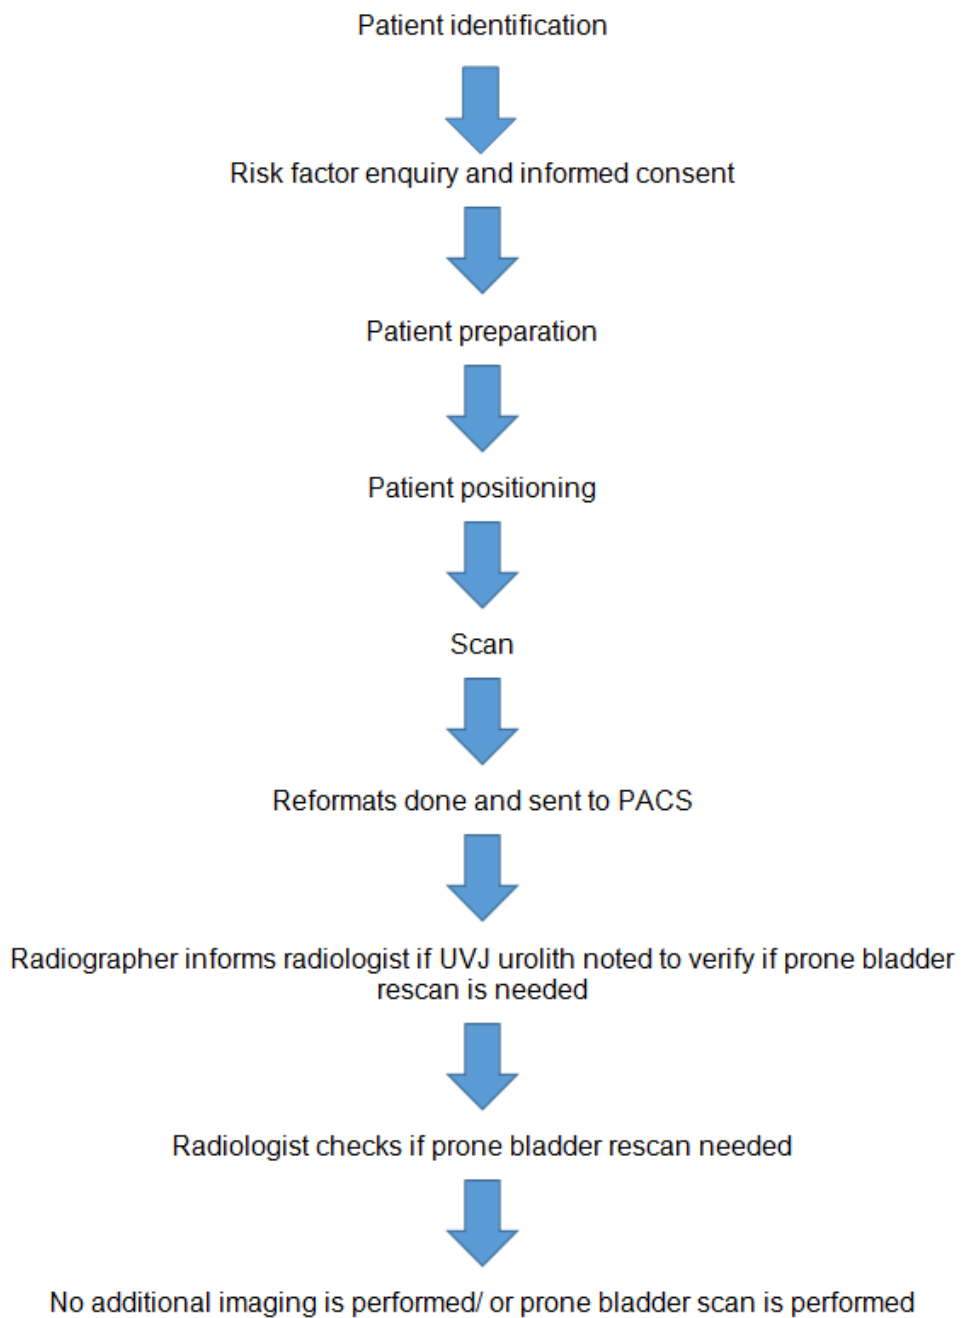 Patient identification
Risk factor enquiry and informed consent
Patient preparation
Patient positioning
Scan
Reformats done and sent to PACS
Radiographer informs radiologist if UVJ urolith noted to verify if prone bladder
rescan is needed
Radiologist checks if prone bladder rescan needed
No additional imaging is performed/ or prone bladder scan is performed